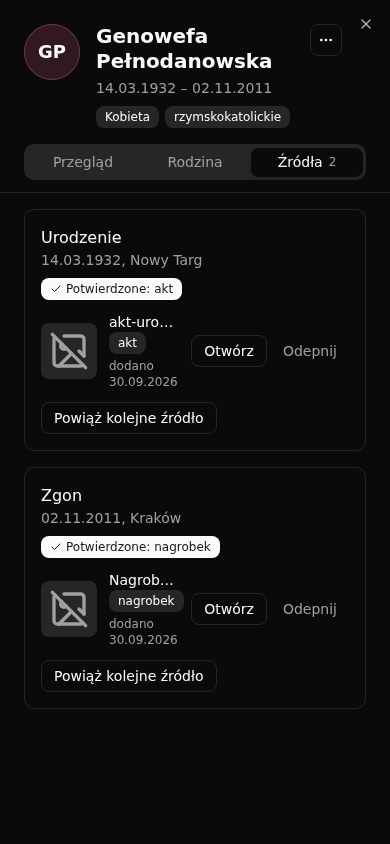 GP
Genowefa
Pełnodanowska
14.03.1932 – 02.11.2011
Kobieta rzymskokatolickie
Przegląd Rodzina Źródła 2
Urodzenie
14.03.1932, Nowy Targ
Potwierdzone: akt
akt-uro...
akt
dodano
30.09.2026
Otwórz Odepnij
Powiąż kolejne źródło
Zgon
02.11.2011, Kraków
Potwierdzone: nagrobek
Nagrob...
nagrobek
dodano
30.09.2026
Otwórz Odepnij
Powiąż kolejne źródło